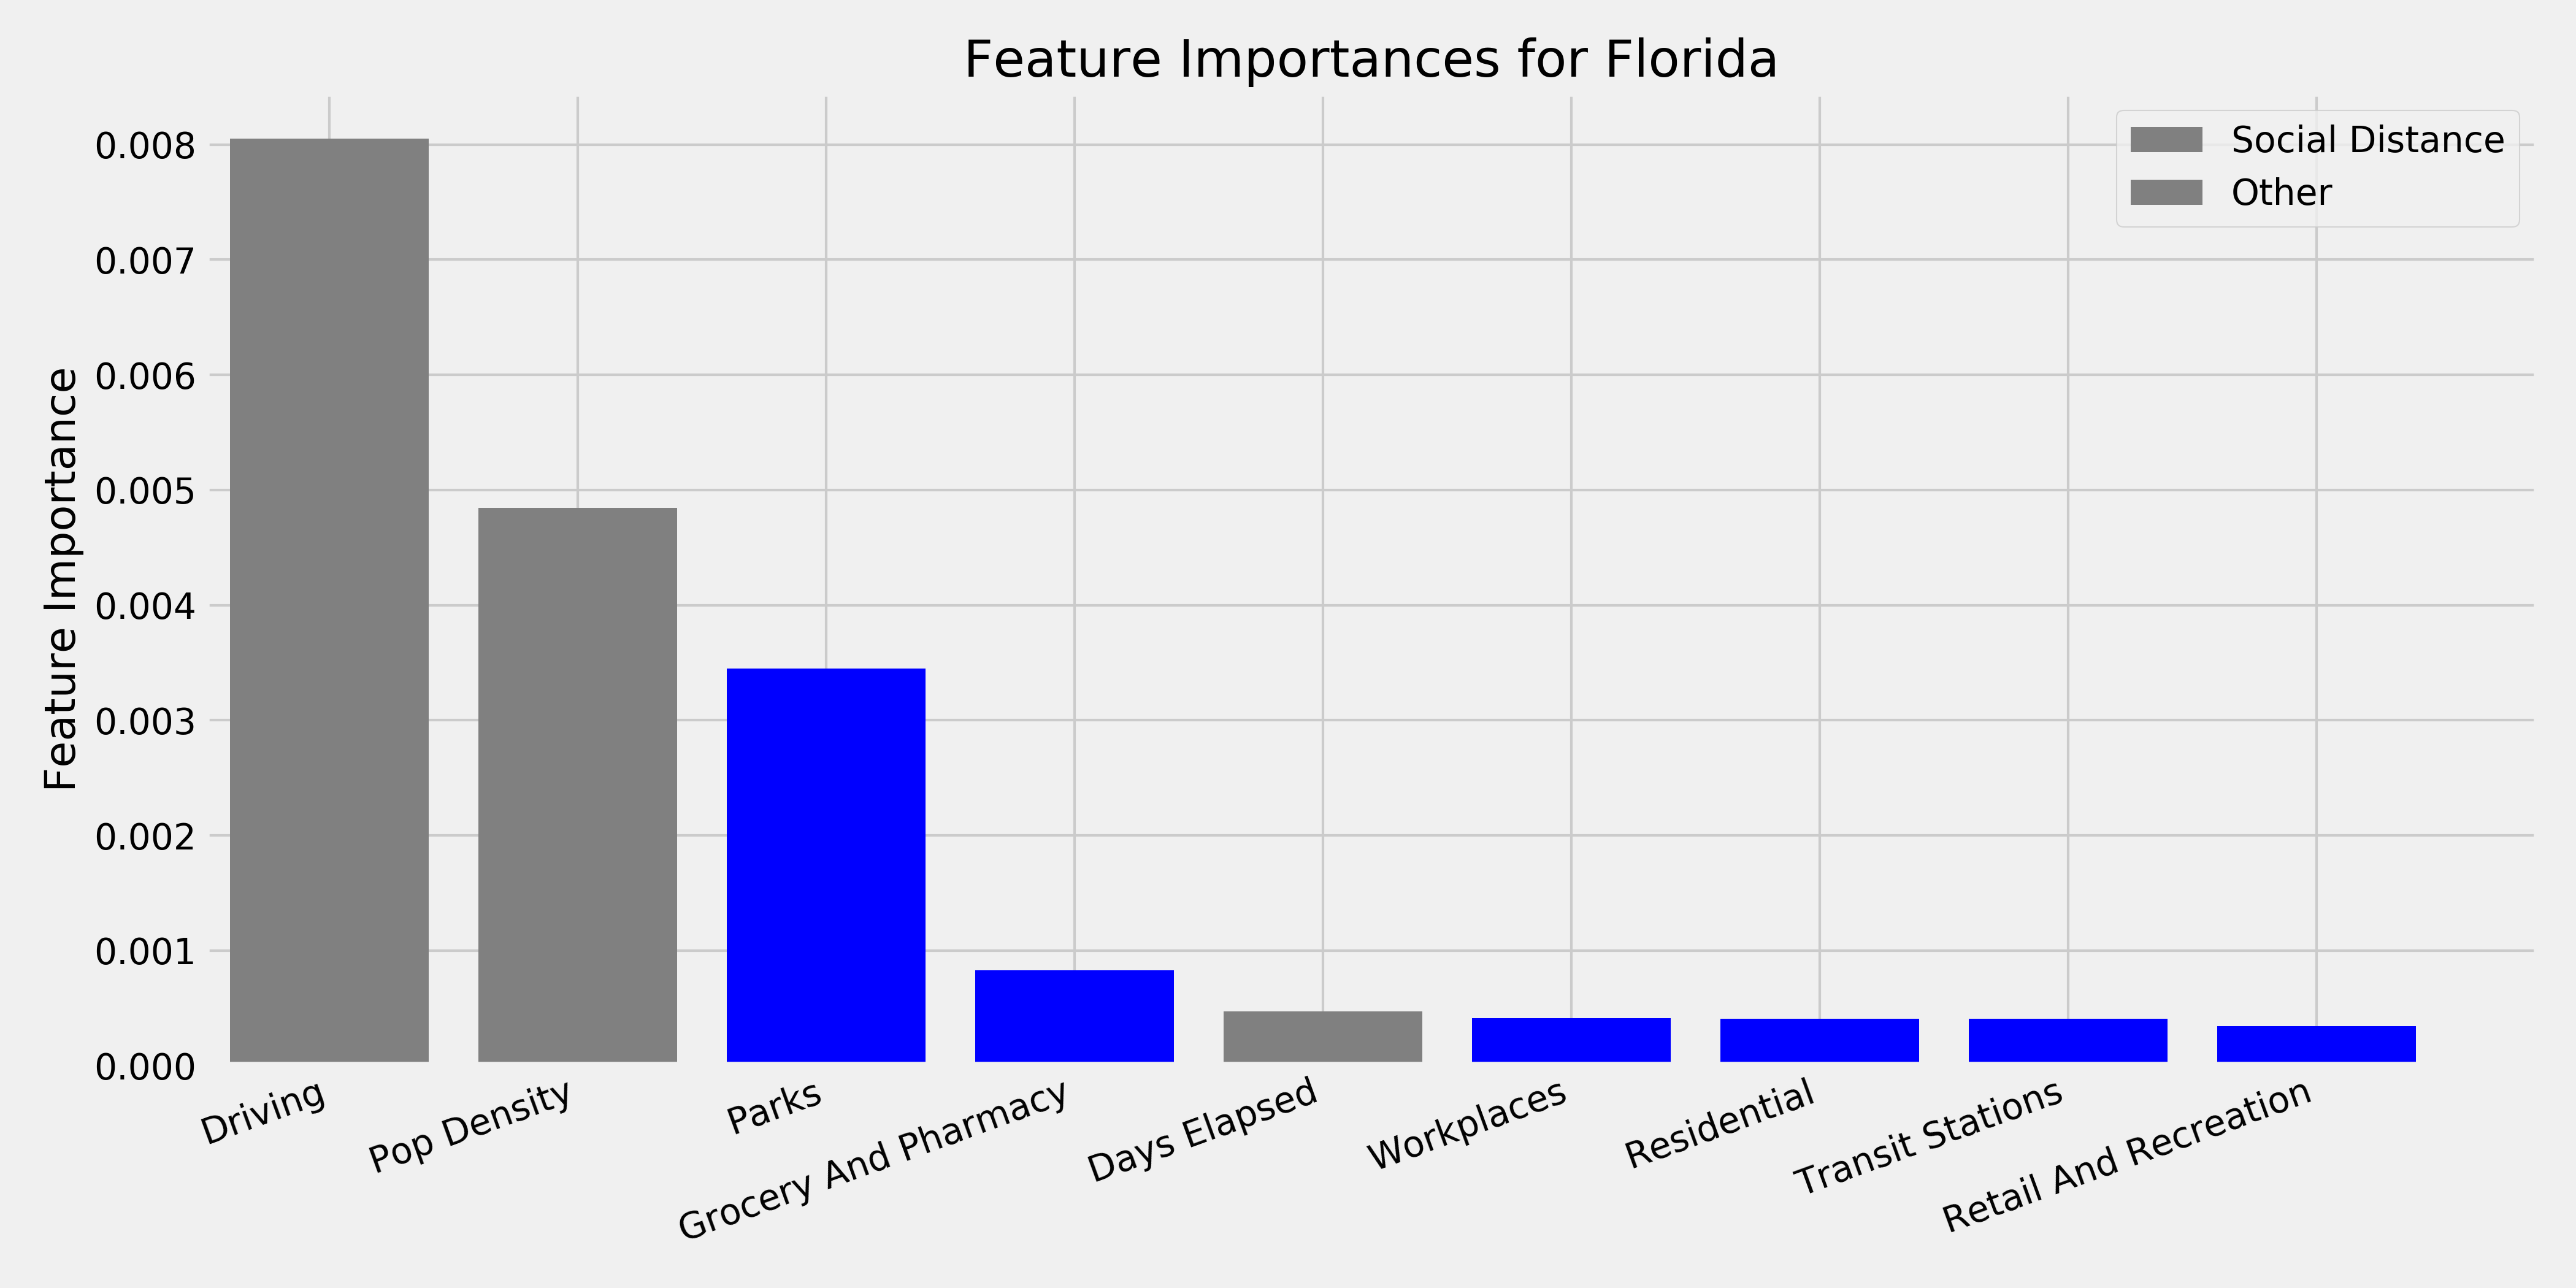 Feature Importances for Florida
Social Distance
Other
Feature Importance
0.008
0.007
0.006
0.005
0.004
0.003
0.002
0.001
0.000
Driving
Pop Density
Parks
Grocery And Pharmacy
Days Elapsed
Workplaces
Residential
Transit Stations
Retail And Recreation